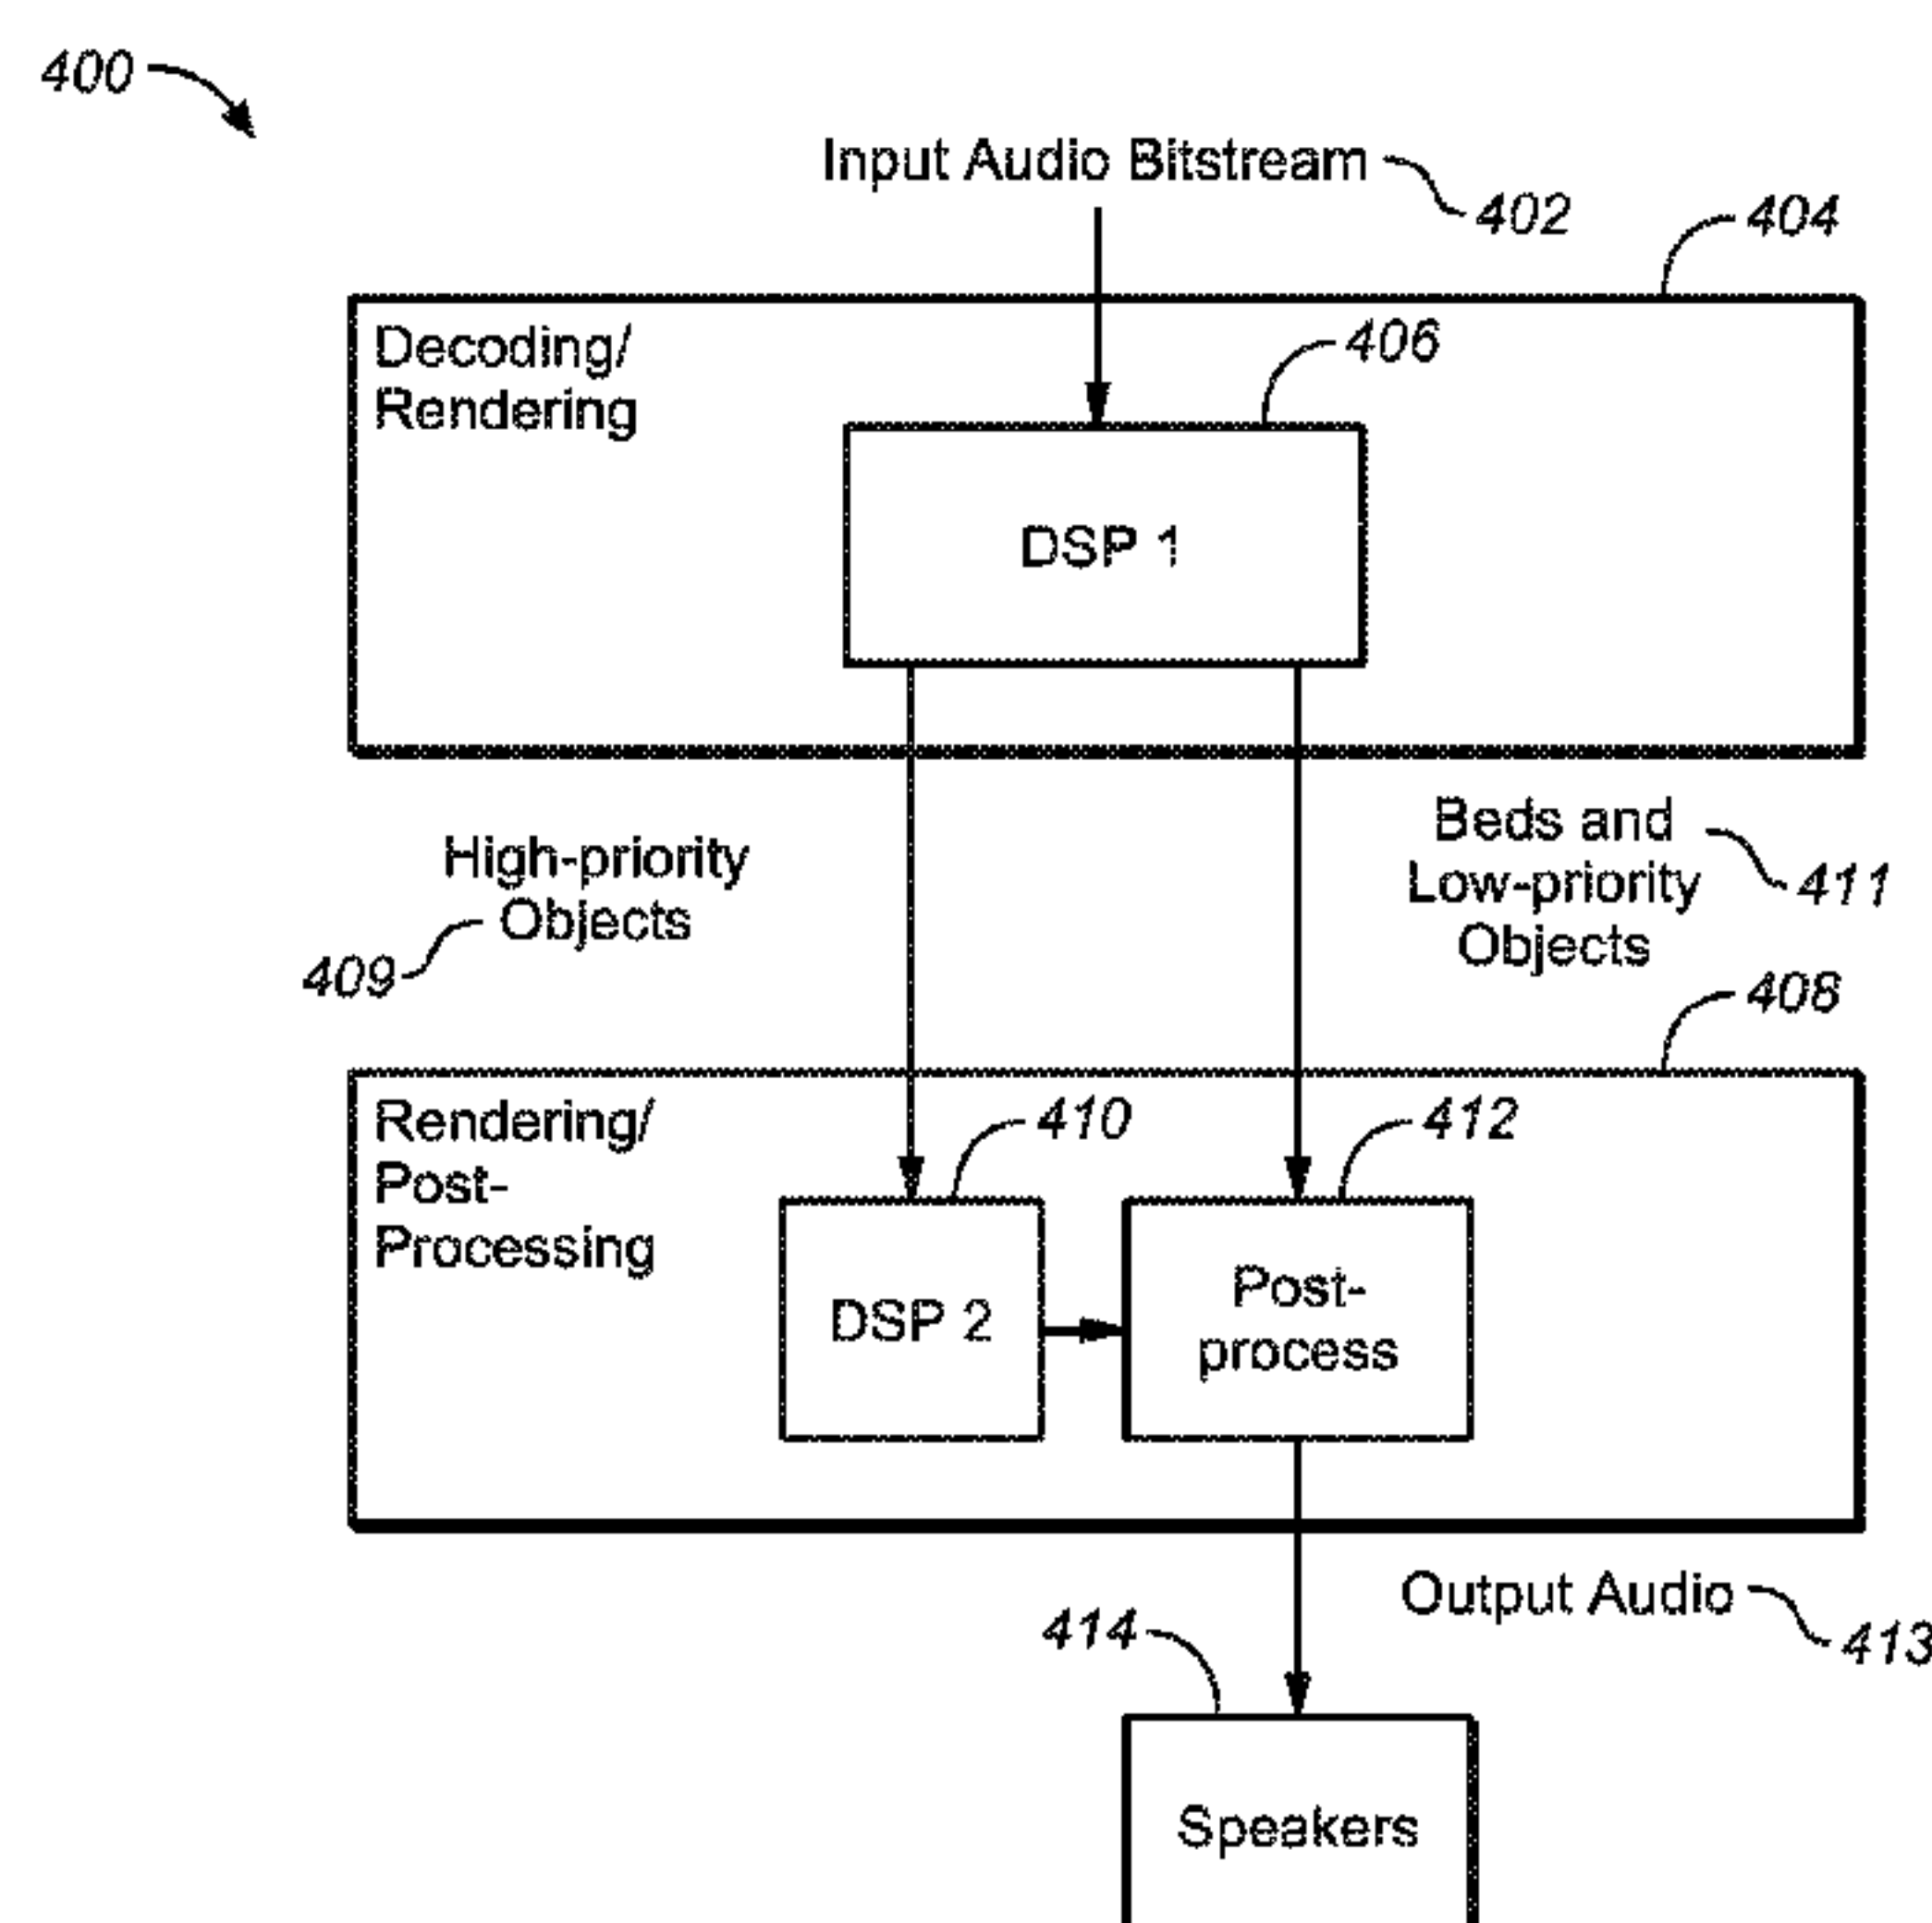 400
Input Audio Bitstream
402
404
Decoding/
Rendering
406
DSP 1
High-priority
Objects
409
Beds and
Low-priority
Objects
411
408
Rendering/
Post-
Processing
410
412
DSP 2
Post-
process
Output Audio
413
414
Speakers